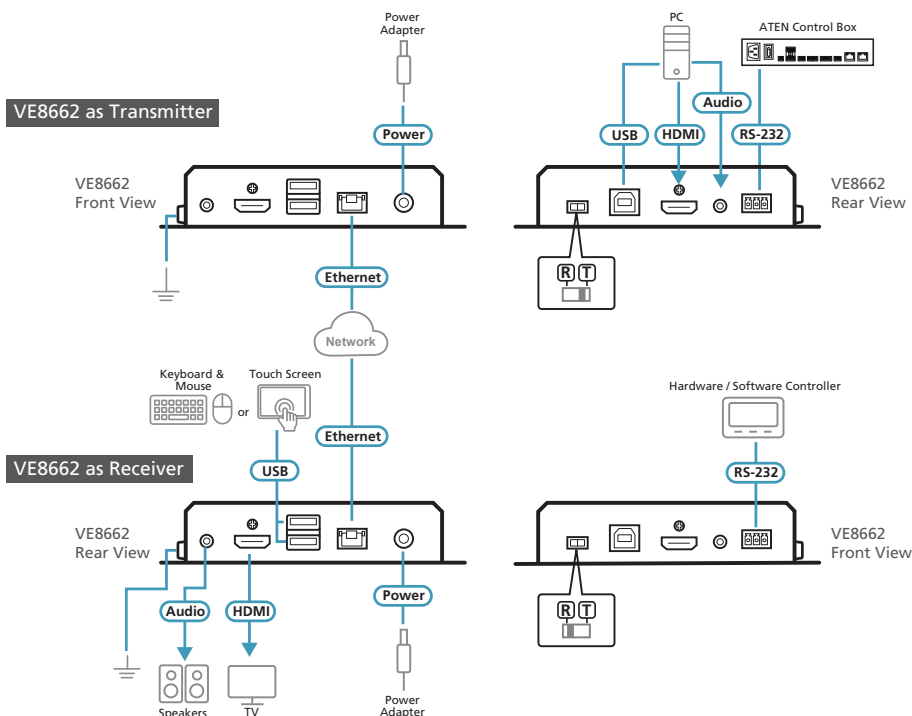 Power
Adapter
PC
ATEN Control Box
VE8662 as Transmitter
Audio
Power
USB
HDMI
RS-232
VE8662
Front View
VE8662
Rear View
R T
Ethernet
Network
Keyboard &
Mouse
or
Touch Screen
Hardware / Software Controller
Ethernet
VE8662 as Receiver
USB
RS-232
VE8662
Rear View
VE8662
Front View
Audio
HDMI
Power
R T
Speakers
TV
Power
Adapter